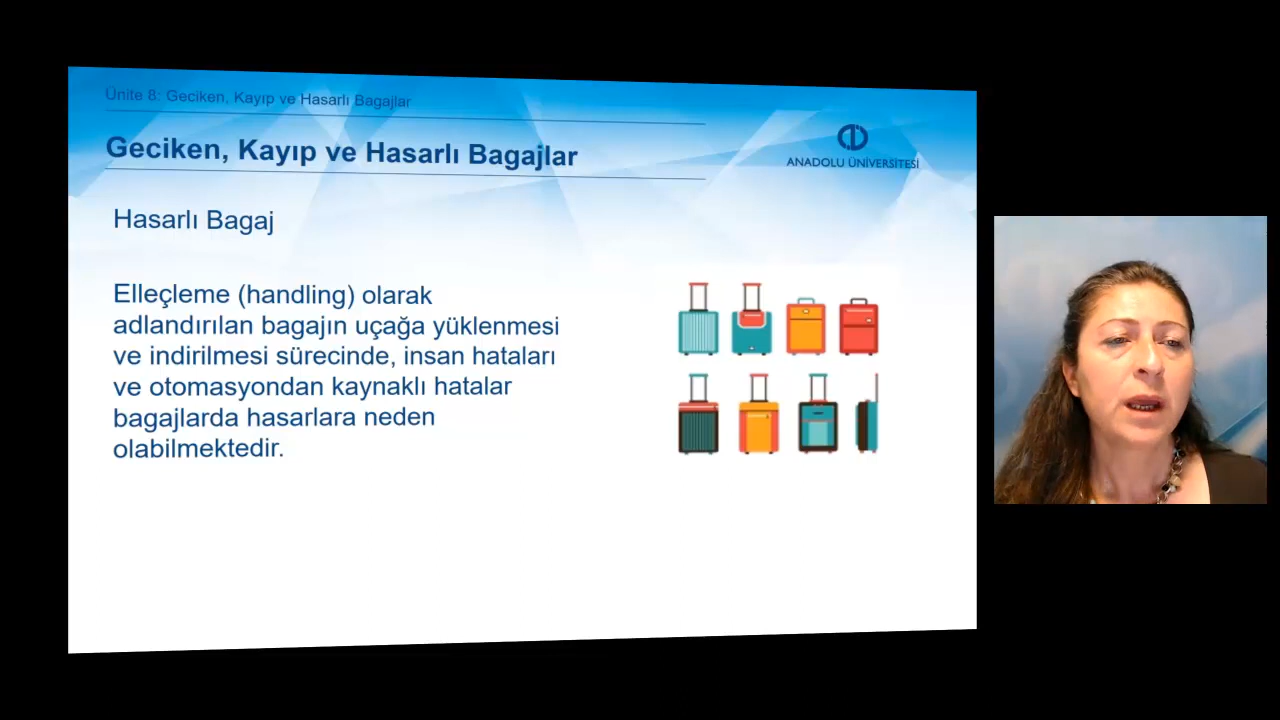 Ünite 8: Geciken, Kayıp ve Hasarlı Bagajlar
Geciken, Kayıp ve Hasarlı Bagajlar
ANADOLU ÜNİVERSİTESİ
Hasarlı Bagaj
Elleçleme (handling) olarak
adlandırılan bagajın uçağa yüklenmesi
ve indirilmesi sürecinde, insan hataları
ve otomasyondan kaynaklı hatalar
bagajlarda hasarlara neden
olabilmektedir.